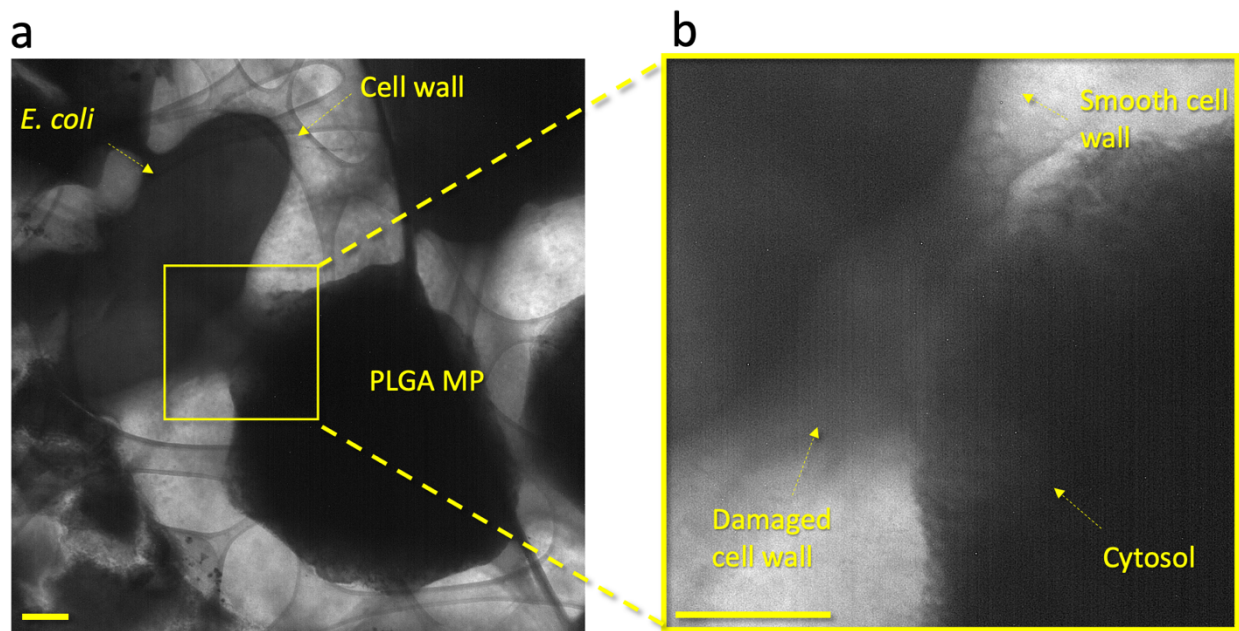 a
b
E. coli
Cell wall
PLGA MP
Smooth cell
wall
Damaged
cell wall
Cytosol